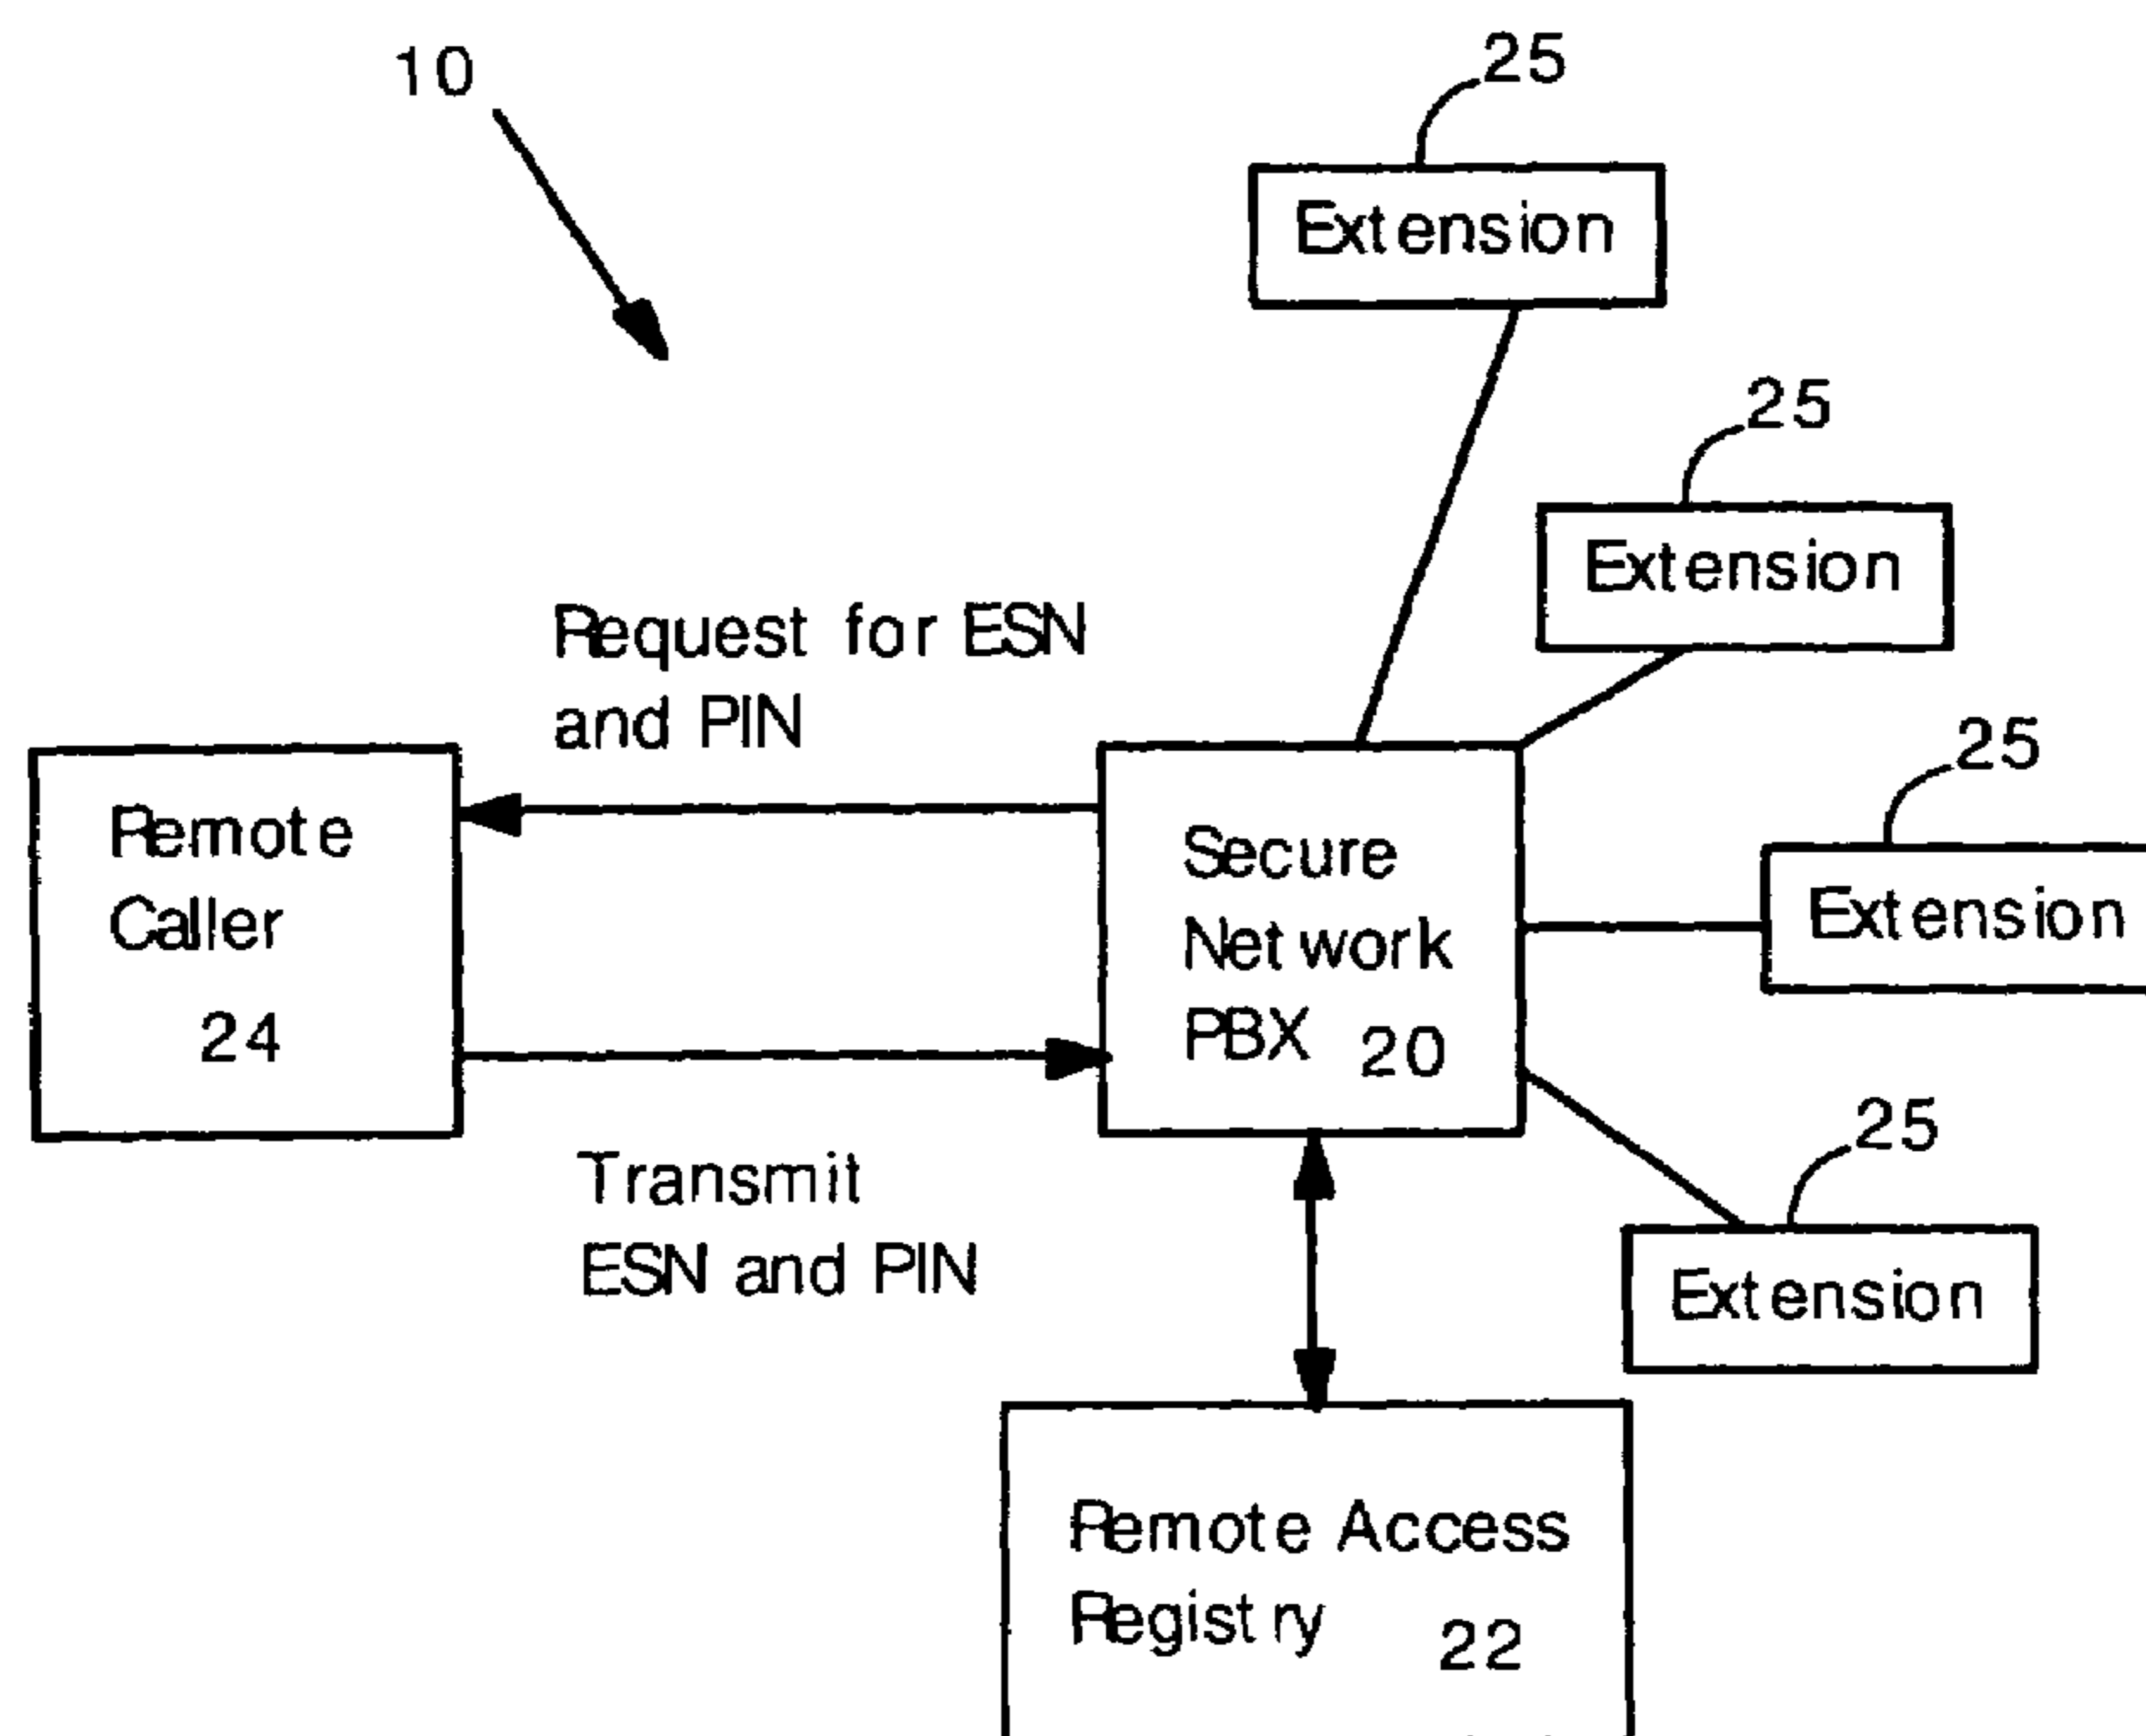 10
25
Extension
25
Extension
Request for ESN
and PIN
25
Remote
Caller
24
Secure
Network
PBX 20
Extension
Transmit
ESN and PIN
25
Extension
Remote Access
Registry 22